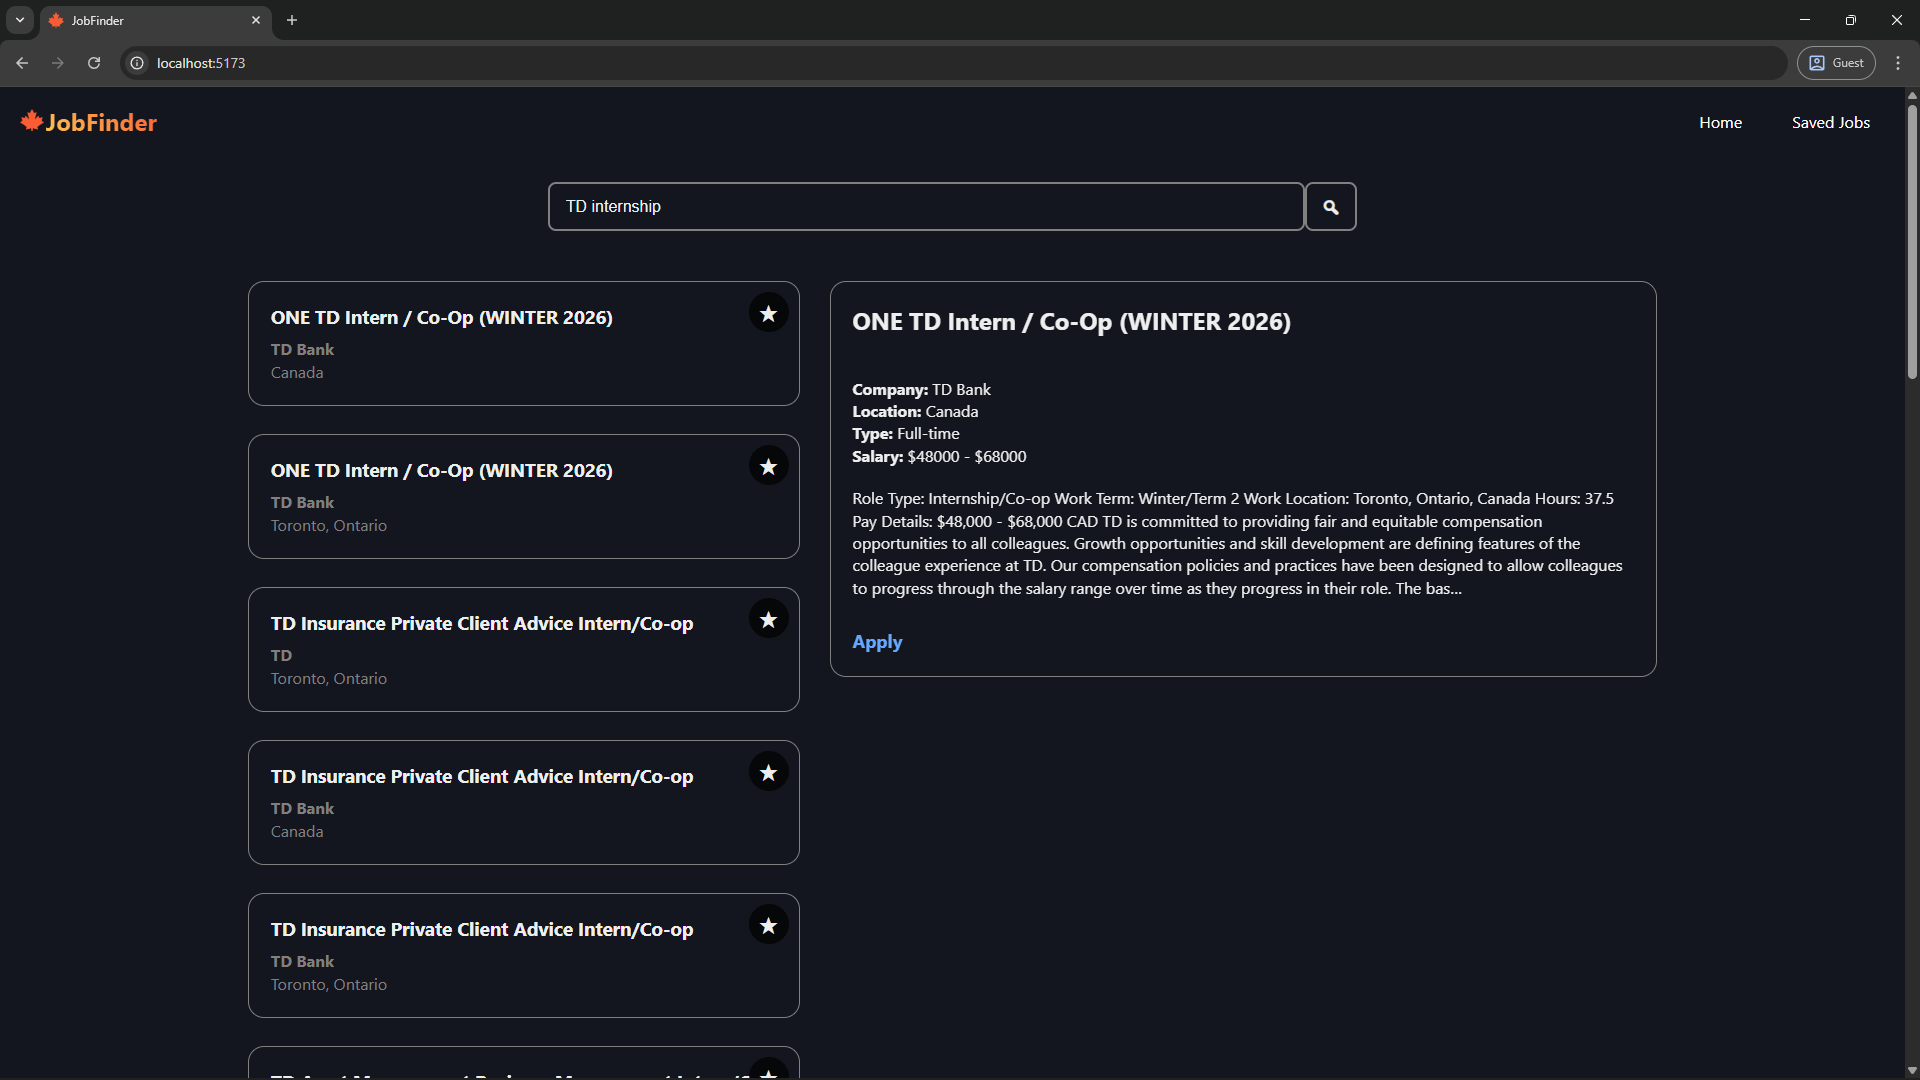 JobFinder
localhost:5173
Guest
JobFinder
Home
Saved Jobs
TD internship
ONE TD Intern / Co-Op (WINTER 2026)
TD Bank
Canada
ONE TD Intern / Co-Op (WINTER 2026)
TD Bank
Toronto, Ontario
TD Insurance Private Client Advice Intern/Co-op
TD
Toronto, Ontario
TD Insurance Private Client Advice Intern/Co-op
TD Bank
Canada
TD Insurance Private Client Advice Intern/Co-op
TD Bank
Toronto, Ontario
ONE TD Intern / Co-Op (WINTER 2026)
Company: TD Bank
Location: Canada
Type: Full-time
Salary: $48000 - $68000
Role Type: Internship/Co-op Work Term: Winter/Term 2 Work Location: Toronto, Ontario, Canada Hours: 37.5
Pay Details: $48,000 - $68,000 CAD TD is committed to providing fair and equitable compensation
opportunities to all colleagues. Growth opportunities and skill development are defining features of the
colleague experience at TD. Our compensation policies and practices have been designed to allow colleagues
to progress through the salary range over time as they progress in their role. The bas...
Apply